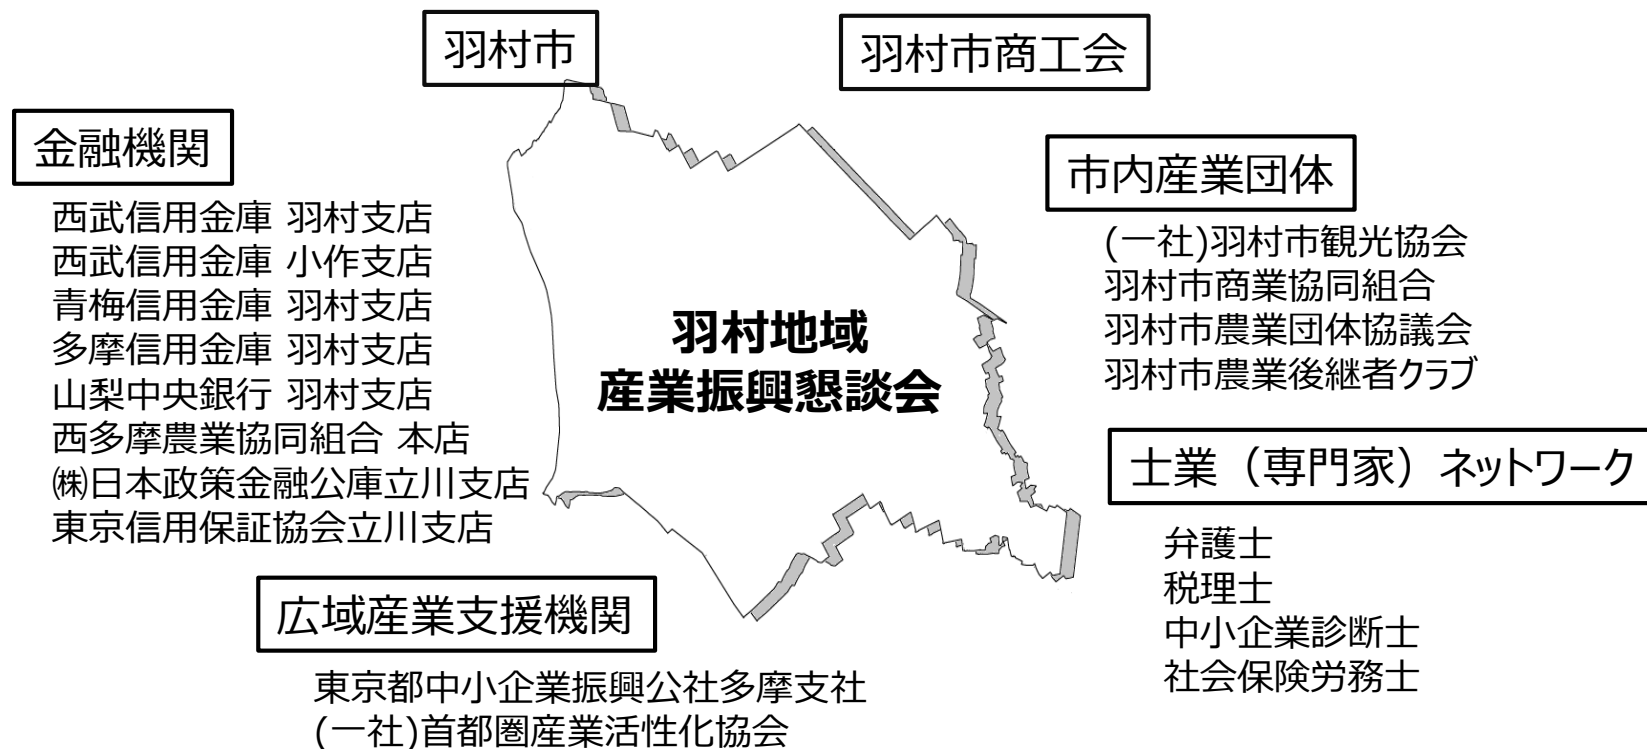 羽村市
羽村市商工会
金融機関
西武信用金庫 羽村支店
西武信用金庫 小作支店
青梅信用金庫 羽村支店
多摩信用金庫 羽村支店
山梨中央銀行 羽村支店
西多摩農業協同組合 本店
㈱日本政策金融公庫立川支店
東京信用保証協会立川支店
羽村地域
産業振興懇談会
市内産業団体
(一社)羽村市観光協会
羽村市商業協同組合
羽村市農業団体協議会
羽村市農業後継者クラブ
士業（専門家）ネットワーク
弁護士
税理士
中小企業診断士
社会保険労務士
広域産業支援機関
東京都中小企業振興公社多摩支社
(一社)首都圏産業活性化協会